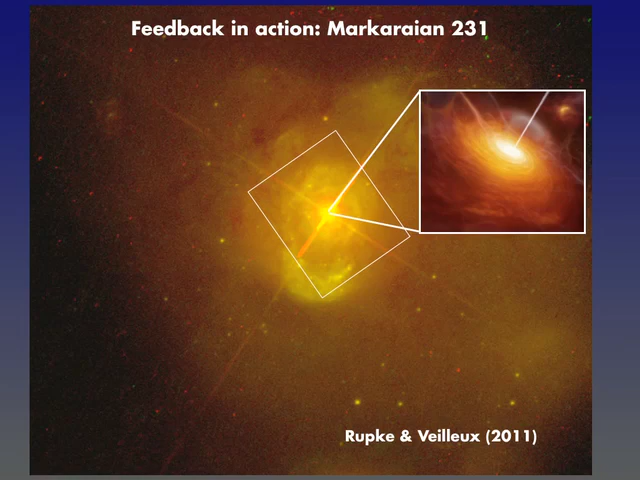 Feedback in action: Markaraian 231
Rupke & Veilleux (2011)